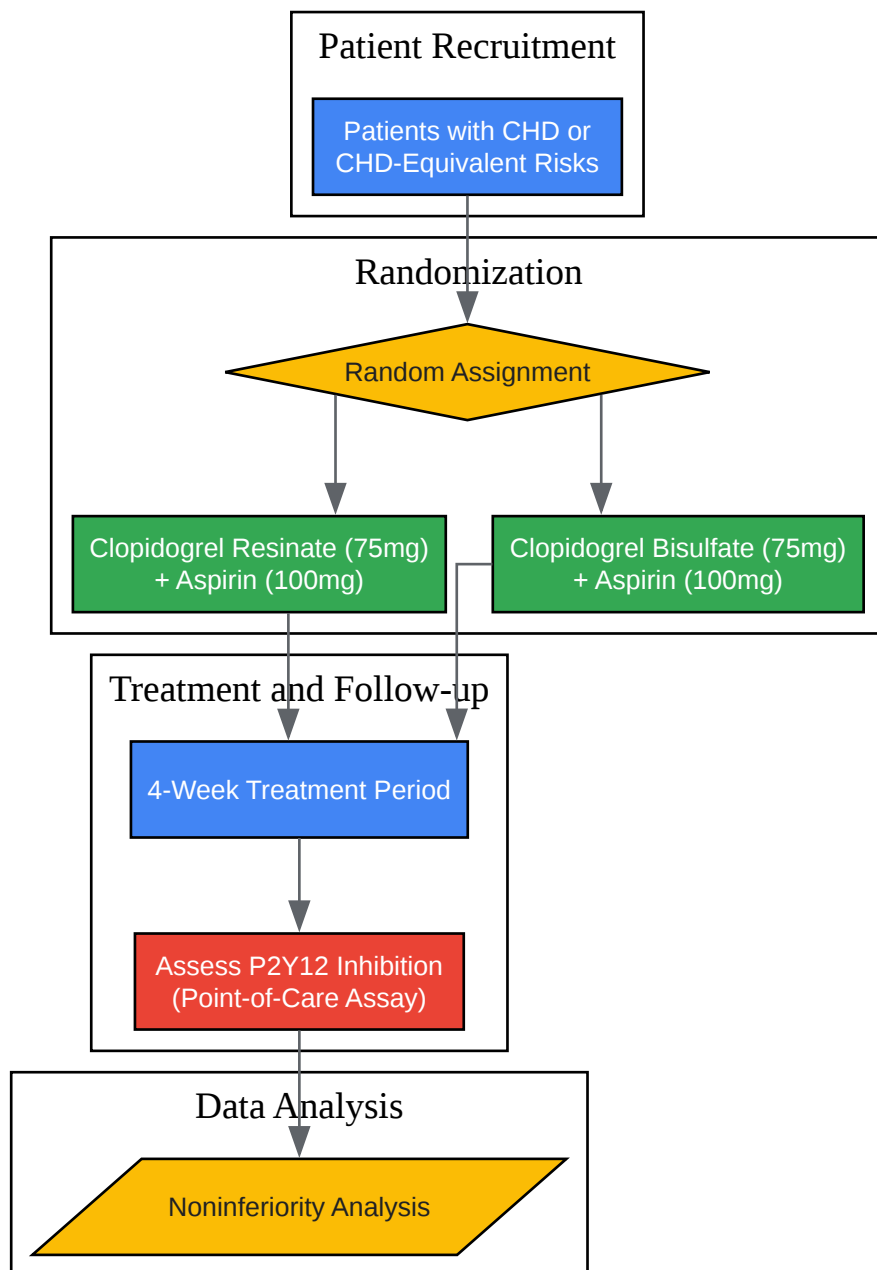 Patient Recruitment
Patients with CHD or
CHD-Equivalent Risks
Randomization
Random Assignment
Clopidogrel Resinate (75mg)
+ Aspirin (100mg)
Clopidogrel Bisulfate (75mg)
+ Aspirin (100mg)
Treatment and Follow-up
4-Week Treatment Period
Assess P2Y12 Inhibition
(Point-of-Care Assay)
Data Analysis
Noninferiority Analysis